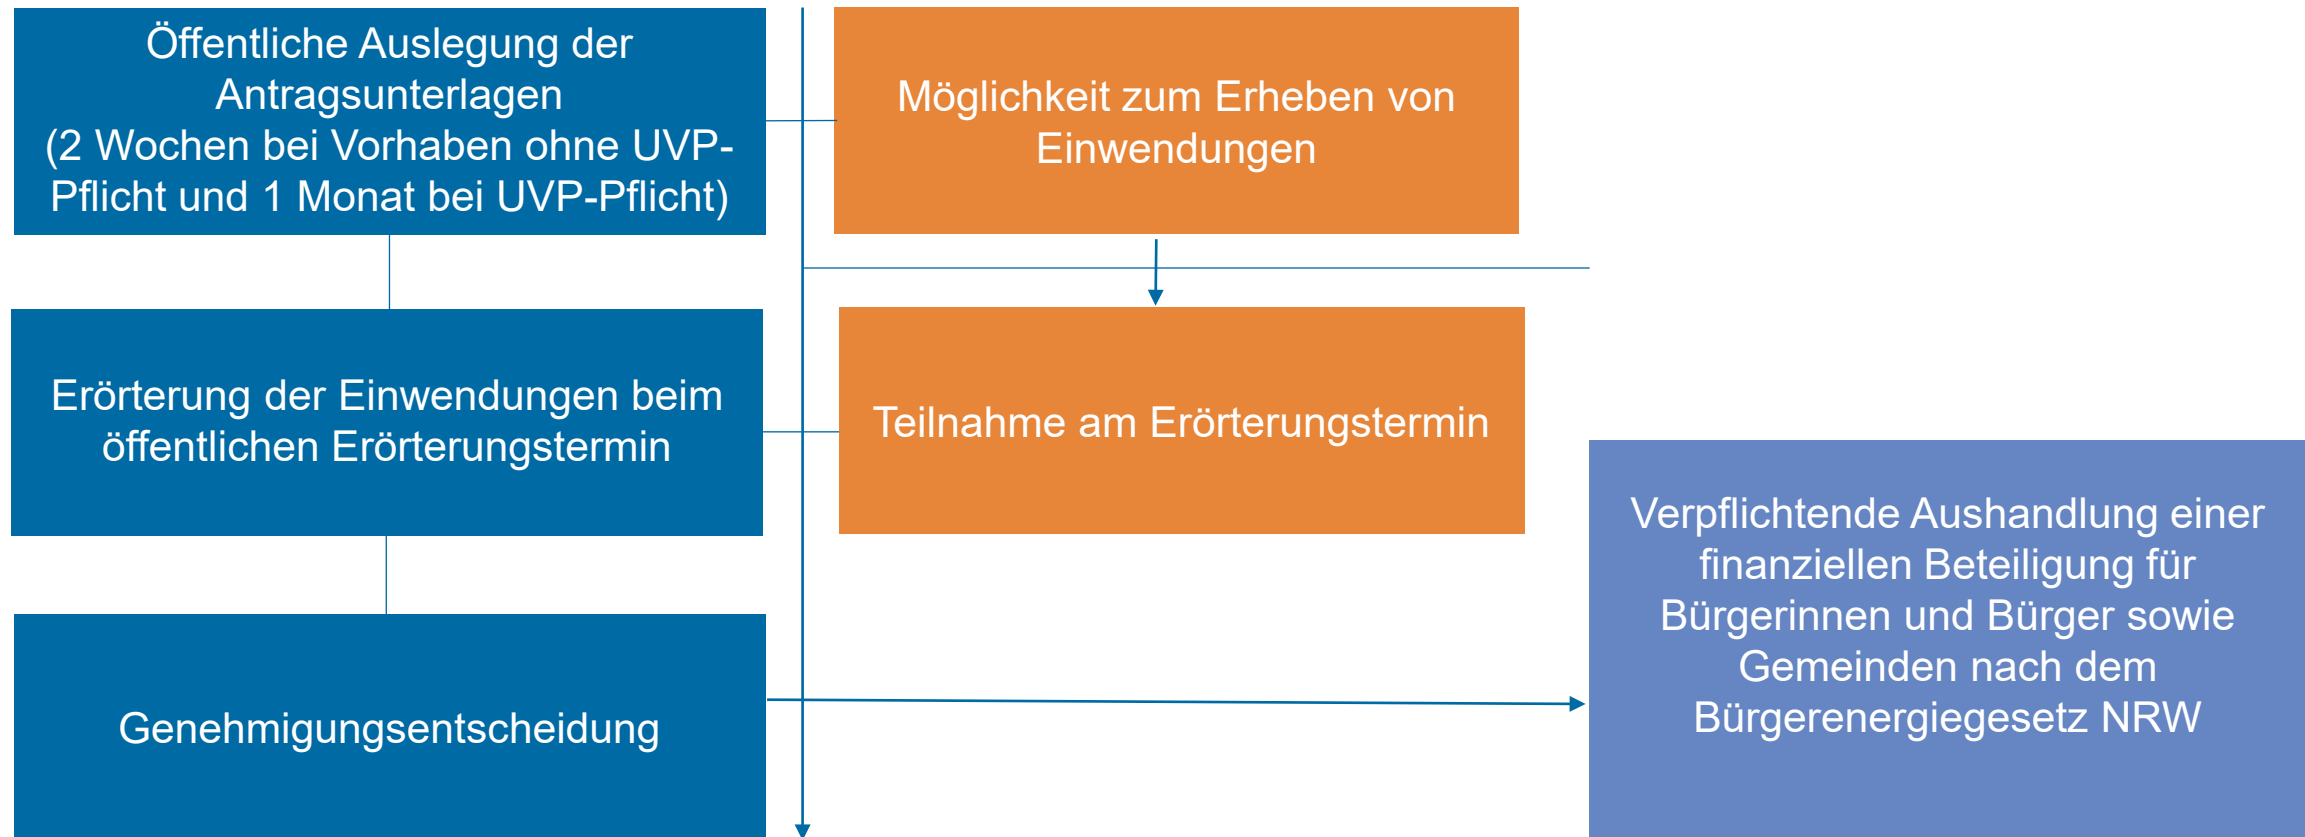 Öffentliche Auslegung der
Antragsunterlagen
(2 Wochen bei Vorhaben ohne UVP-
Pflicht und 1 Monat bei UVP-Pflicht)
Möglichkeit zum Erheben von
Einwendungen
Erörterung der Einwendungen beim
öffentlichen Erörterungstermin
Teilnahme am Erörterungstermin
Genehmigungsentscheidung
Verpflichtende Aushandlung einer
finanziellen Beteiligung für
Bürgerinnen und Bürger sowie
Gemeinden nach dem
Bürgerenergiegesetz NRW